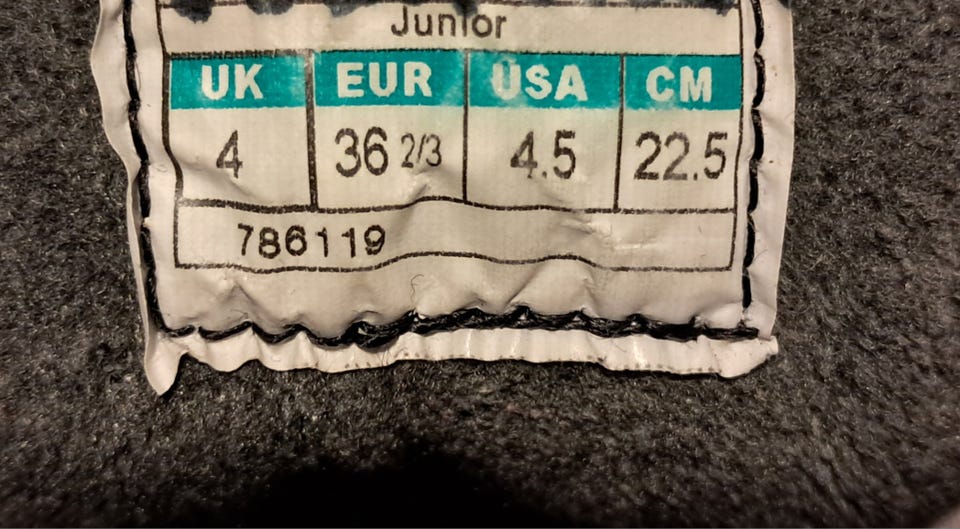 Junior
UK EUR USA CM
4 36 2/3 4.5 22.5
786119